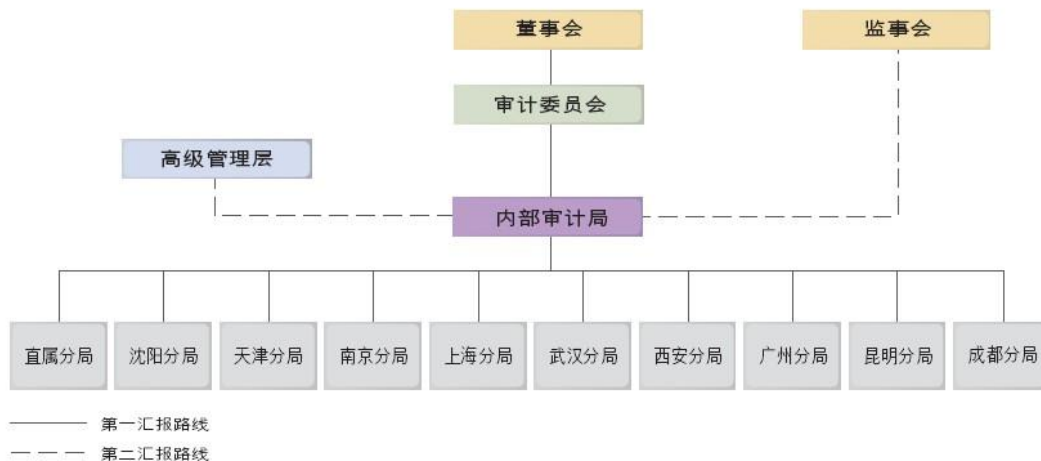 董事会
监事会
审计委员会
高级管理层
内部审计局
直属分局
沈阳分局
天津分局
南京分局
上海分局
武汉分局
西安分局
广州分局
昆明分局
成都分局
第一汇报路线
第二汇报路线